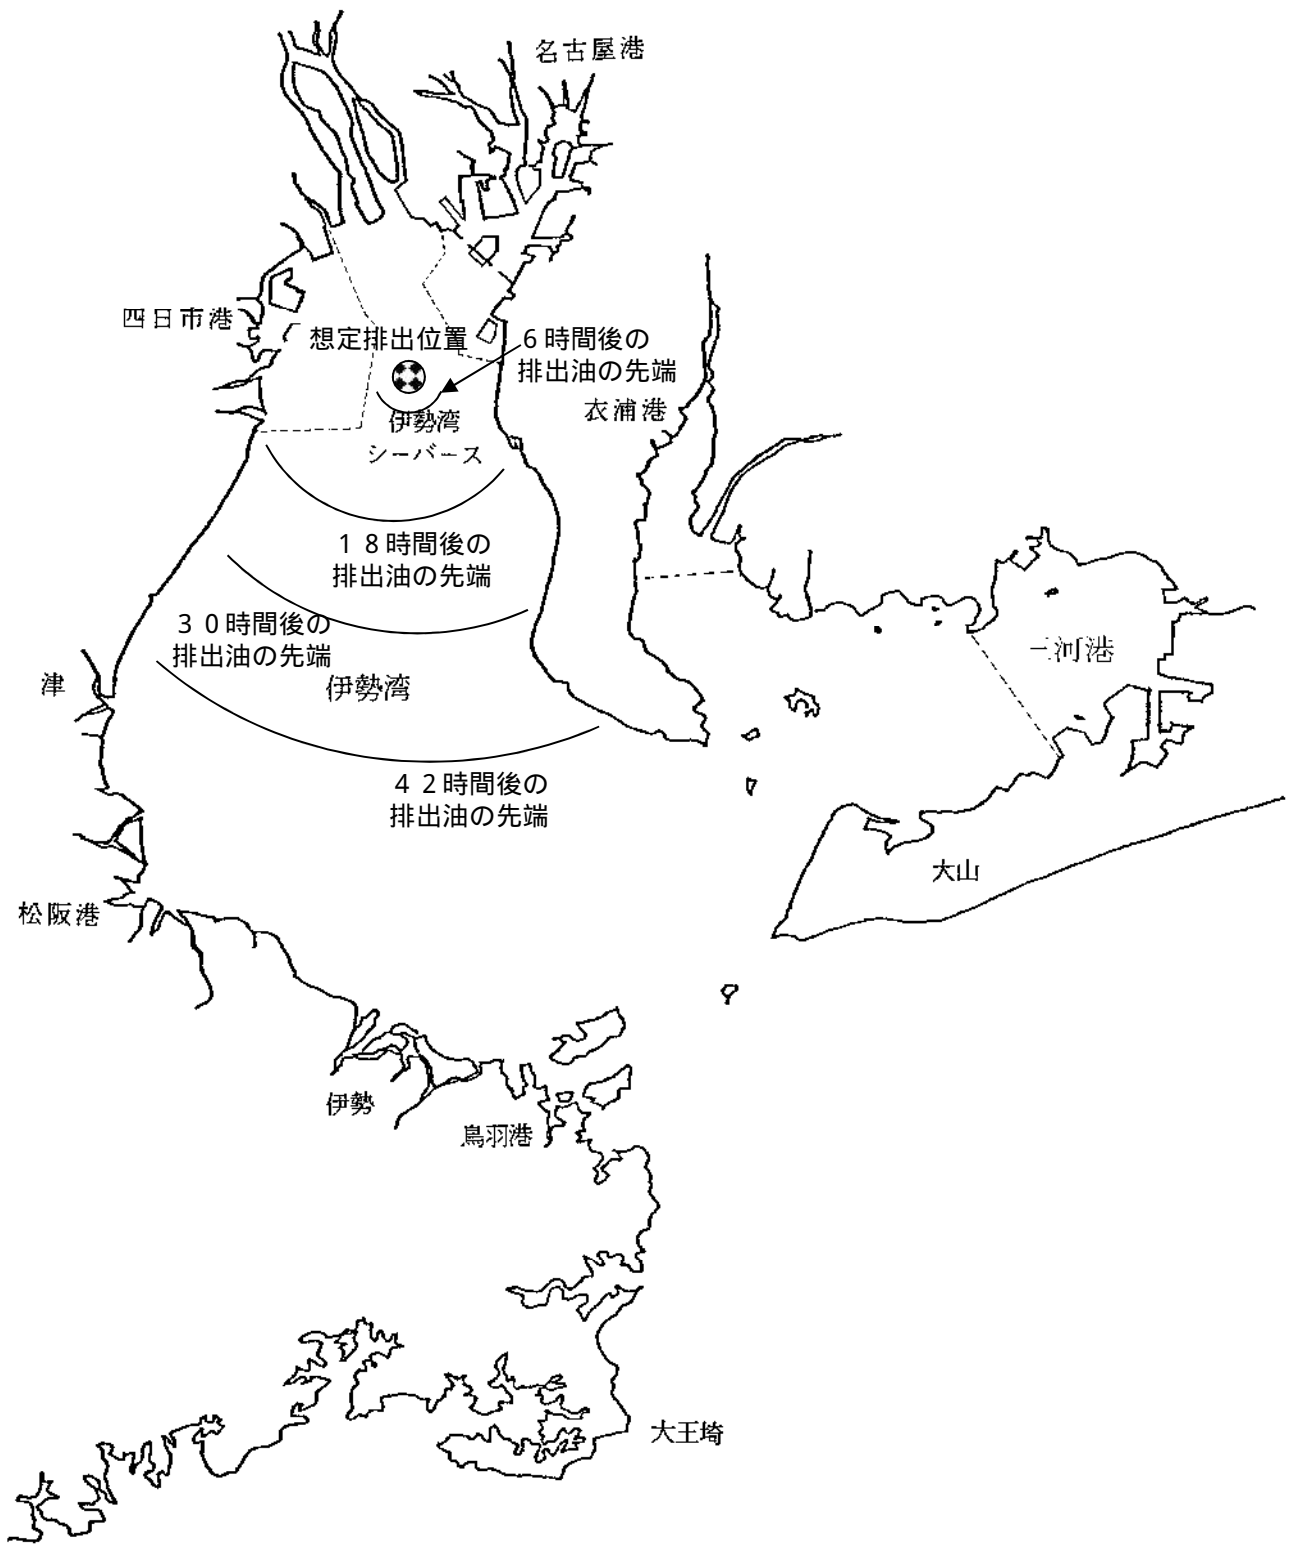 名古屋港
四日市港
想定排出位置
６時間後の
排出油の先端
衣浦港
伊勢湾
シーバース
１８時間後の
排出油の先端
３０時間後の
排出油の先端
三河港
津
伊勢湾
４２時間後の
排出油の先端
大山
松阪港
伊勢
鳥羽港
大王埼